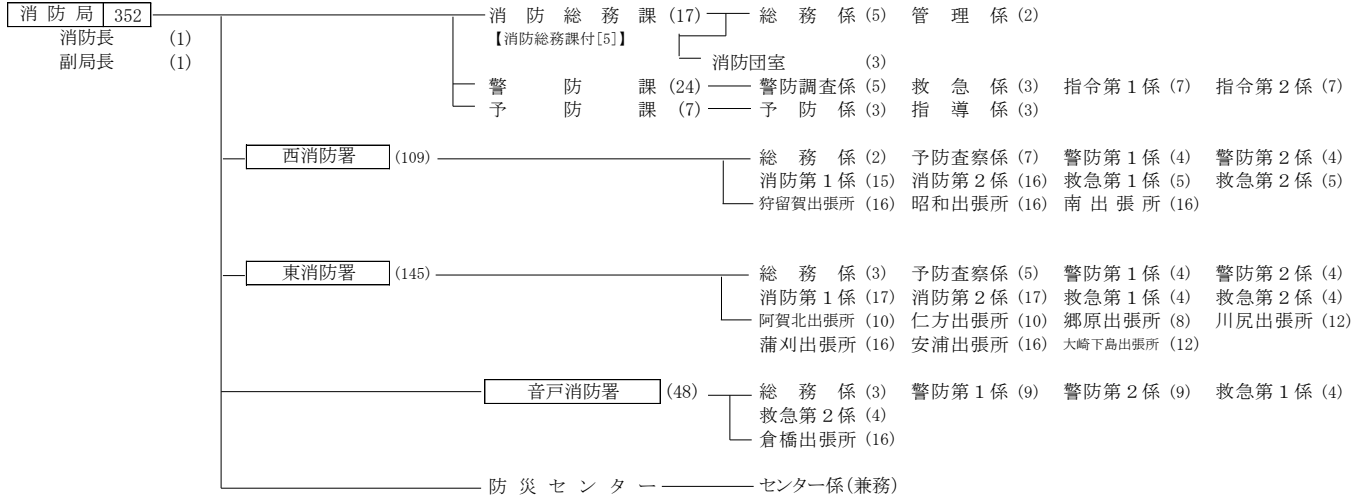 消防局 352 消防総務課 (17) 総務係 (5) 管理係 (2)
消防長 (1) 【消防総務課付[5]】
副局長 (1) 消防団室 (3)
警防課 (24) 警防調査係 (5) 救急係 (3) 指令第１係 (7) 指令第２係 (7)
予防課 (7) 予防係 (3) 指導係 (3)
西消防署 (109) 総務係 (2) 予防査察係 (7) 警防第１係 (4) 警防第２係 (4)
消防第１係 (15) 消防第２係 (16) 救急第１係 (5) 救急第２係 (5)
狩留賀出張所 (16) 昭和出張所 (16) 南出張所 (16)
東消防署 (145) 総務係 (3) 予防査察係 (5) 警防第１係 (4) 警防第２係 (4)
消防第１係 (17) 消防第２係 (17) 救急第１係 (4) 救急第２係 (4)
阿賀北出張所 (10) 仁方出張所 (10) 郷原出張所 (8) 川尻出張所 (12)
蒲刈出張所 (16) 安浦出張所 (16) 大崎下島出張所 (12)
音戸消防署 (48) 総務係 (3) 警防第１係 (9) 警防第２係 (9) 救急第１係 (4)
救急第２係 (4)
倉橋出張所 (16)
防災センター センター係(兼務)